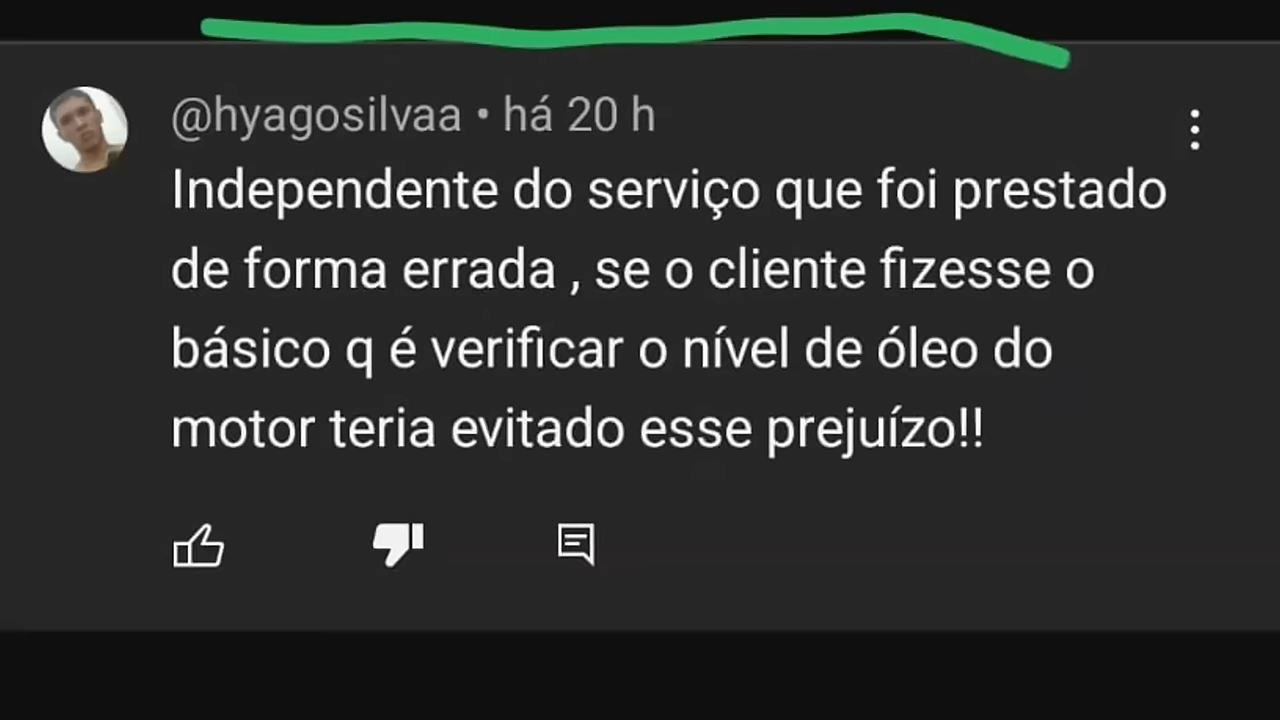 @hyagosilvaa • há 20 h
Independente do serviço que foi prestado
de forma errada , se o cliente fizesse o
básico q é verificar o nível de óleo do
motor teria evitado esse prejuízo!!